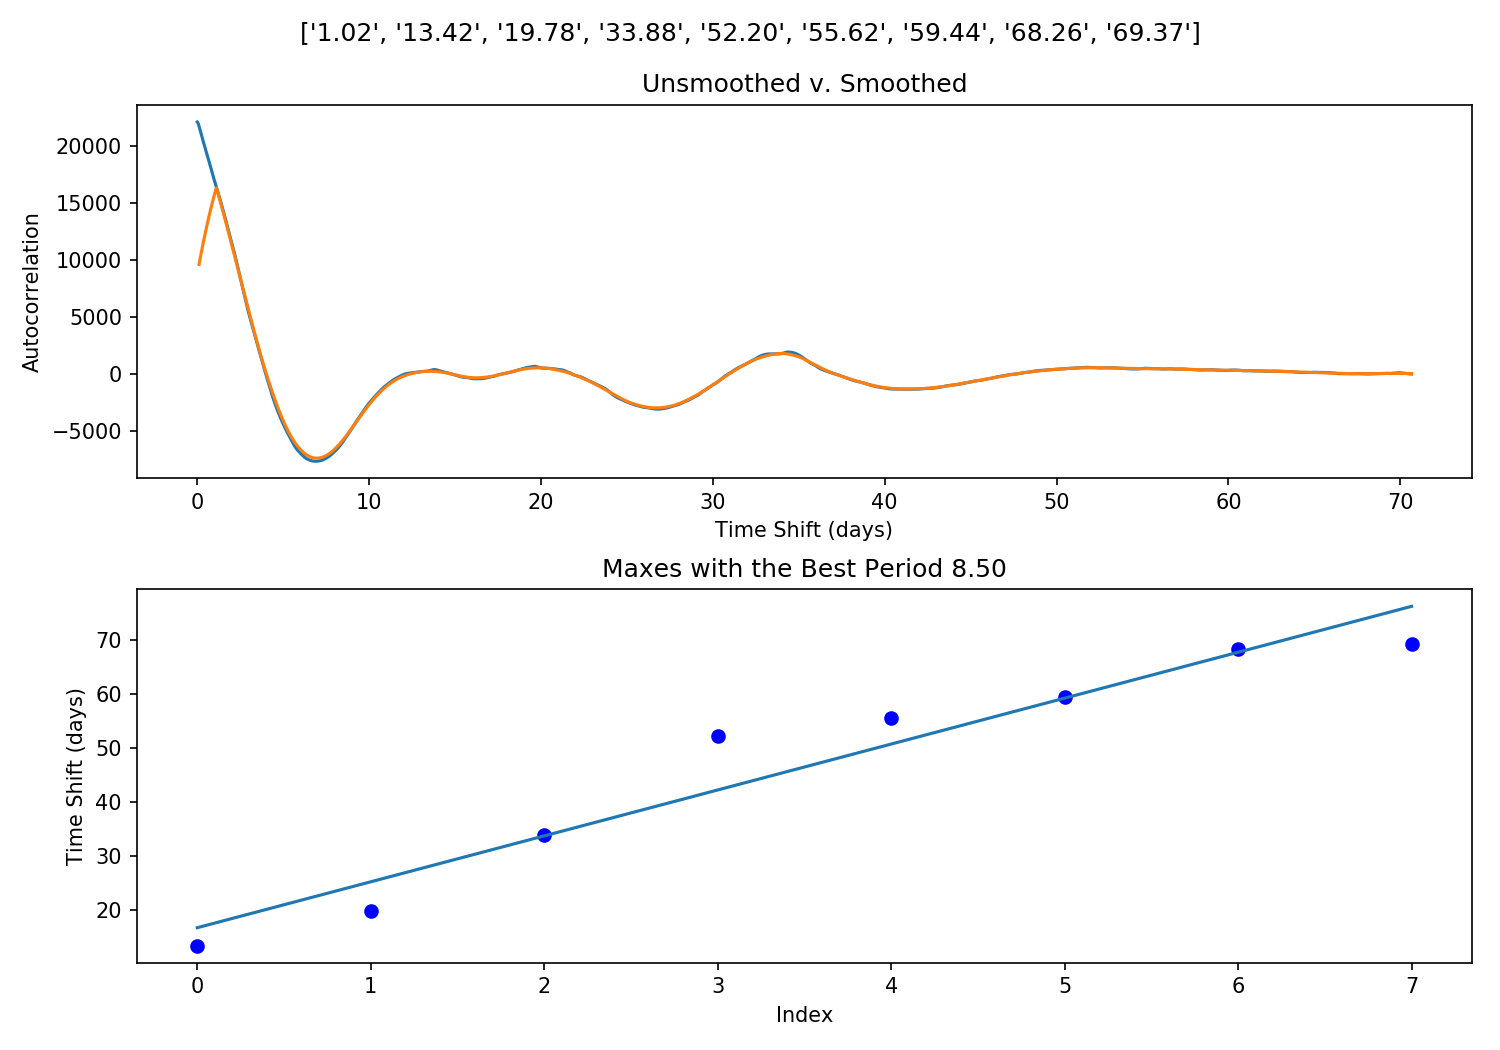 ['1.02', '13.42', '19.78', '33.88', '52.20', '55.62', '59.44', '68.26', '69.37']
Unsmoothed v. Smoothed
Autocorrelation
20000
15000
10000
5000
0
−5000
0 10 20 30 40 50 60 70
Time Shift (days)
Maxes with the Best Period 8.50
Time Shift (days)
70
60
50
40
30
20
0 1 2 3 4 5 6 7
Index